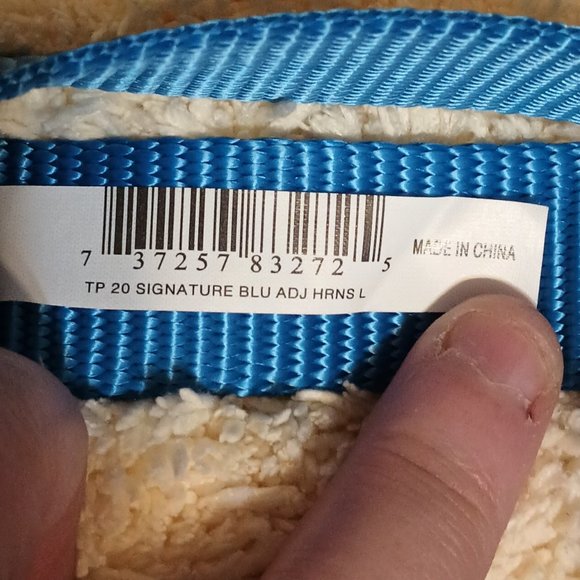 7 37257 83272 5
MADE IN CHINA
TP 20 SIGNATURE BLU ADJ HRNS L